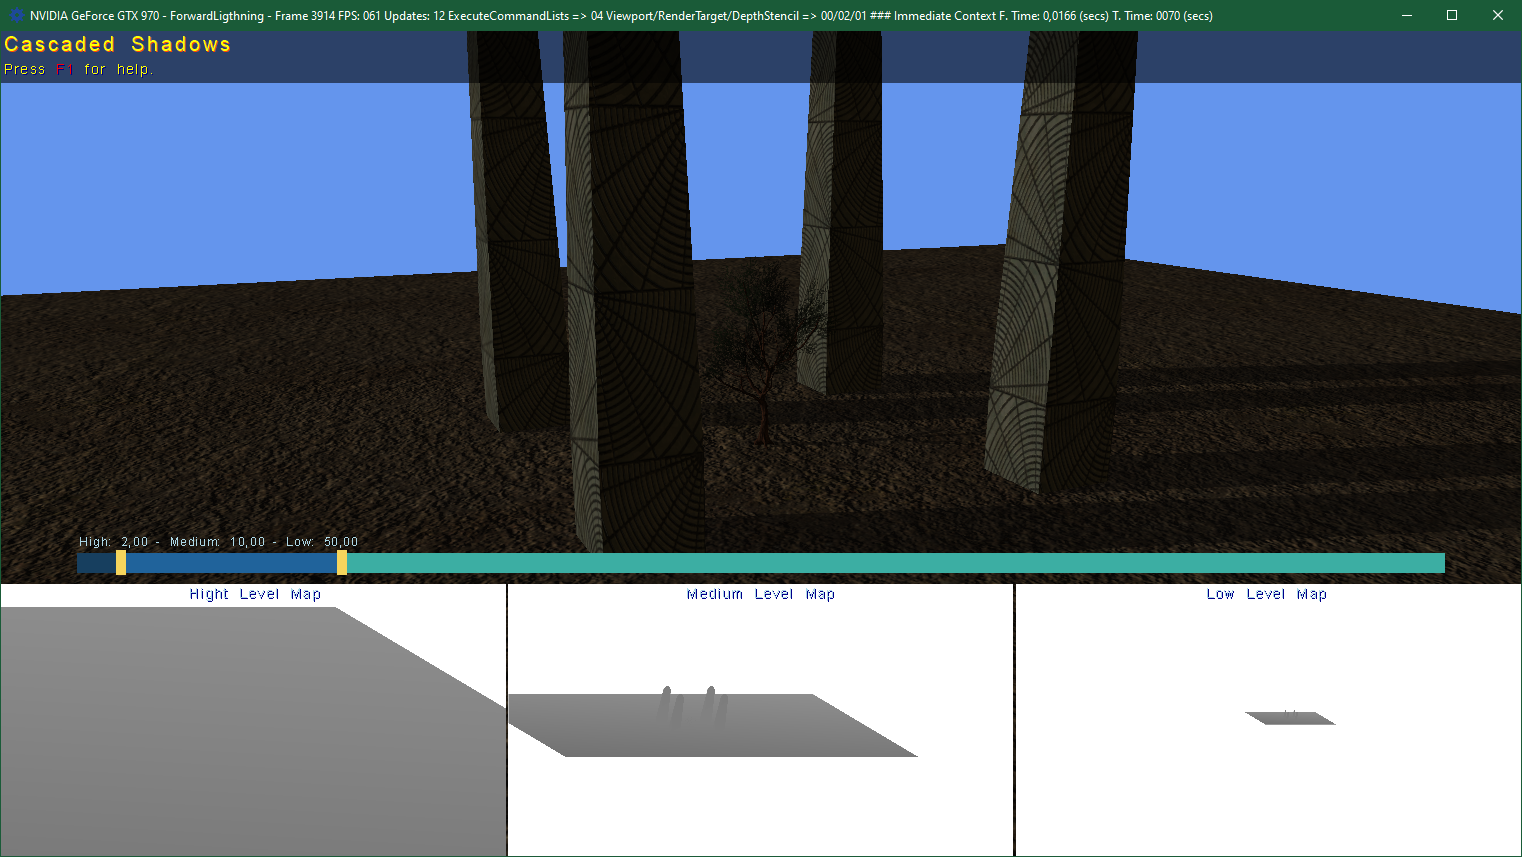 NVIDIA GeForce GTX 970 - ForwardLigthning - Frame 3914 FPS: 061 Updates: 12 ExecuteCommandLists => 04 Viewport/RenderTarget/DepthStencil => 00/02/01 ### Immediate Context F. Time: 0,0166 (secs) T. Time: 0070 (secs)
Cascaded Shadows
Press F1 for help.
High: 2,00 - Medium: 10,00 - Low: 50,00
Hight Level Map
Medium Level Map
Low Level Map